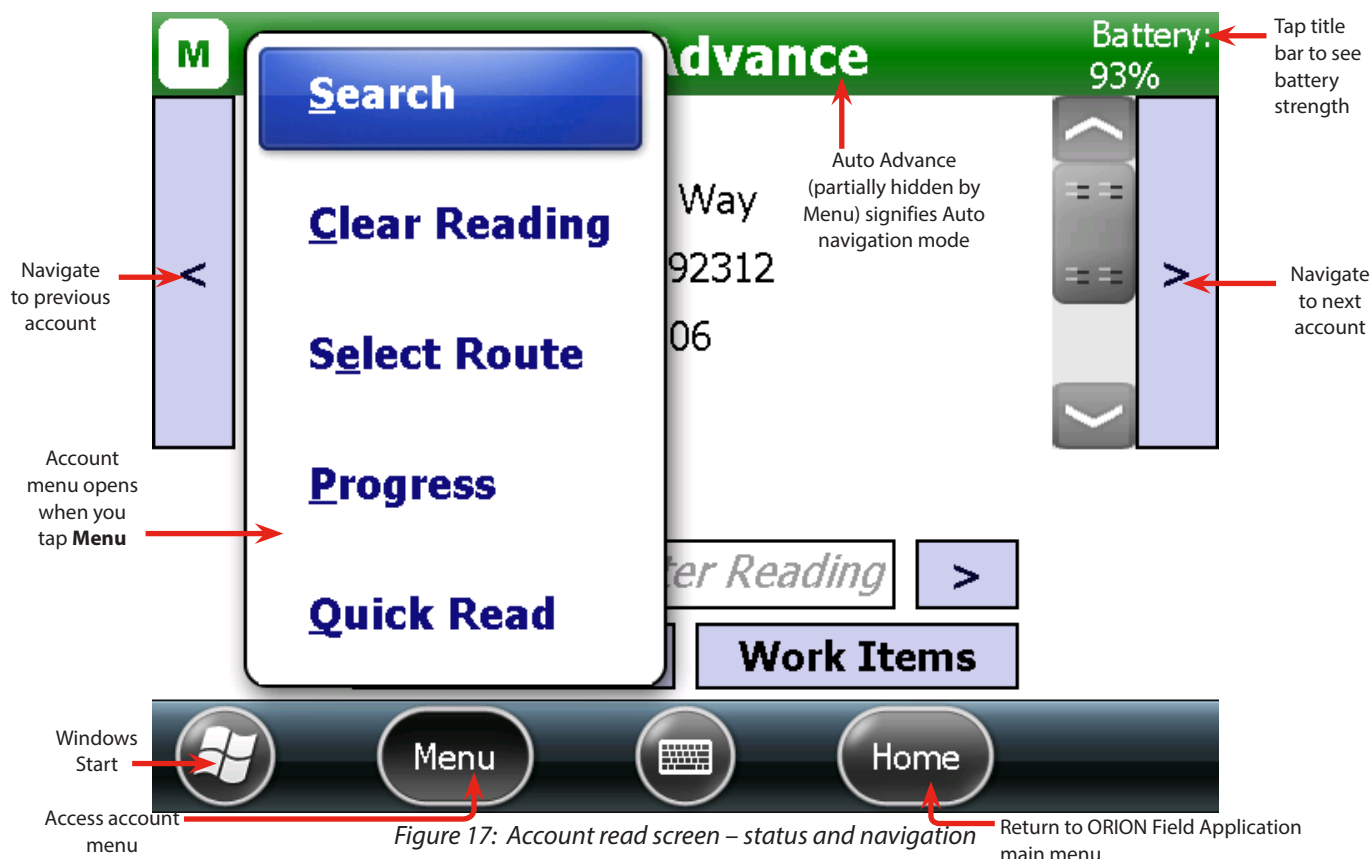 M
Advance
Battery:
93%
Tap title
bar to see
battery
strength
Search
Auto Advance
(partially hidden by
Menu) signifies Auto
navigation mode
Way
Clear Reading
92312
<
>
Navigate
to previous
account
Navigate
to next
account
Select Route
06
Account
menu opens
when you
tap Menu
Progress
ter Reading
>
Quick Read
Work Items
Windows
Start
Menu
Home
Access account
menu
Figure 17: Account read screen – status and navigation
Return to ORION Field Application
main menu